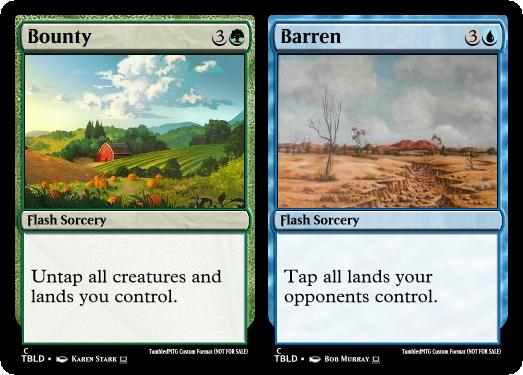 Bounty 3
Flash Sorcery
Untap all creatures and
lands you control.
C
TBLD • KAREN STARK
TumbledMTG Custom Format (NOT FOR SALE)
Barren 3
Flash Sorcery
Tap all lands your
opponents control.
C
TBLD • BOB MURRAY
TumbledMTG Custom Format (NOT FOR SALE)